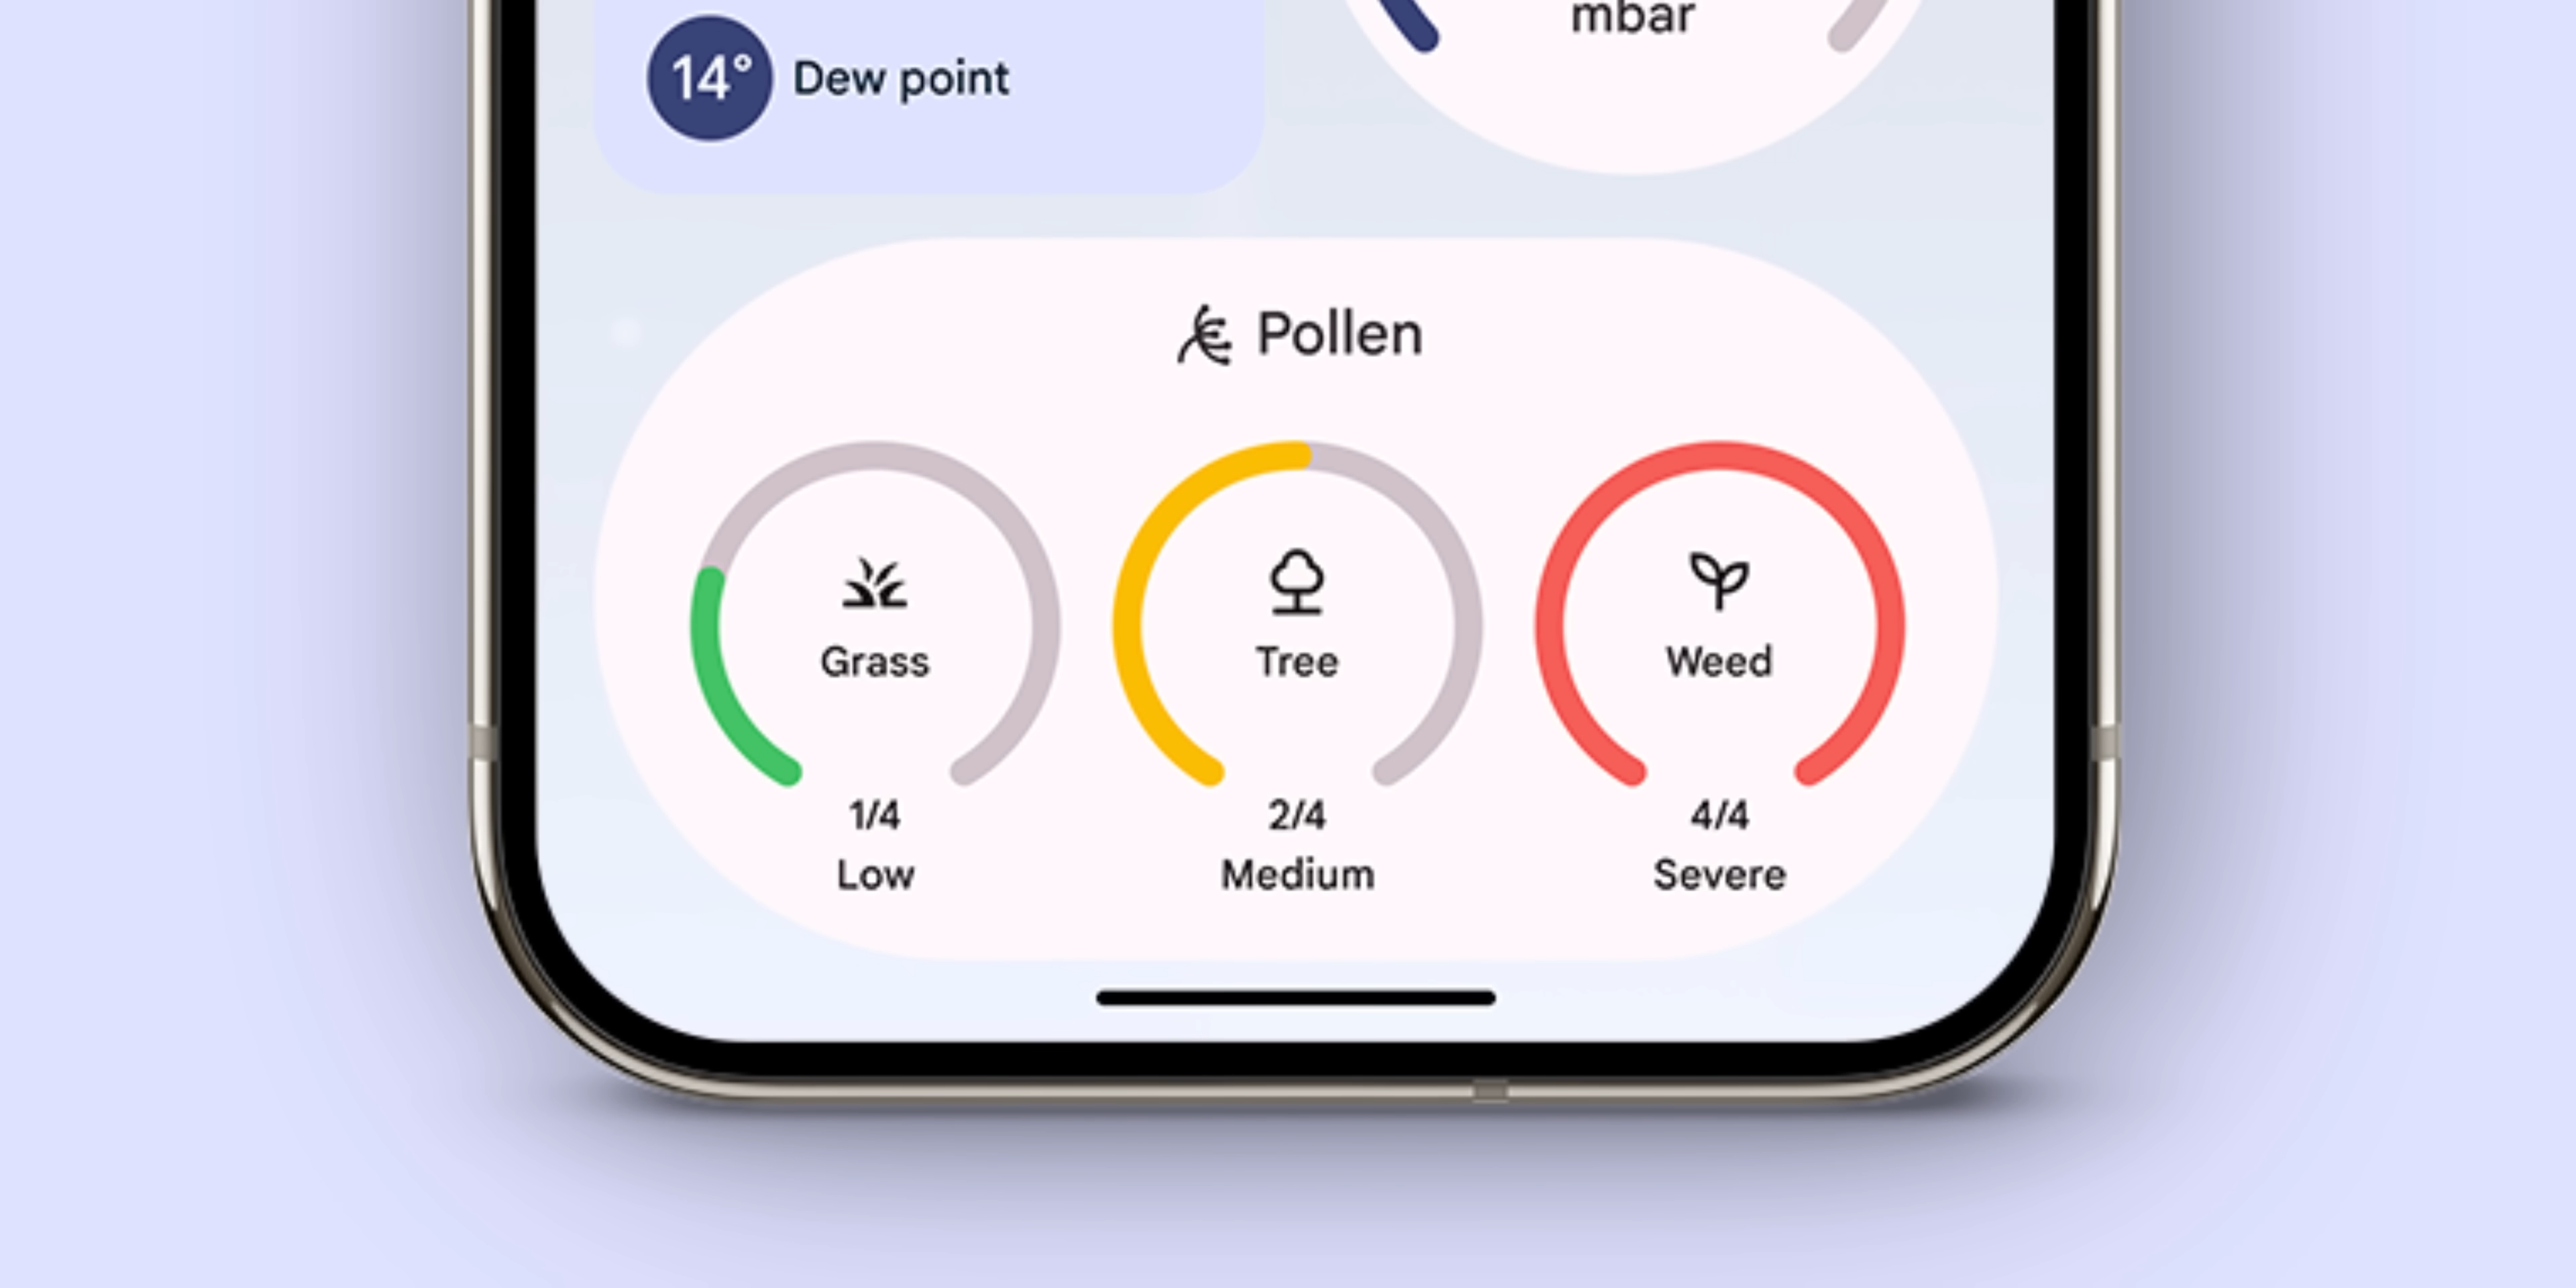 mbar
14° Dew point
Pollen
Grass
Tree
Weed
1/4
2/4
4/4
Low
Medium
Severe